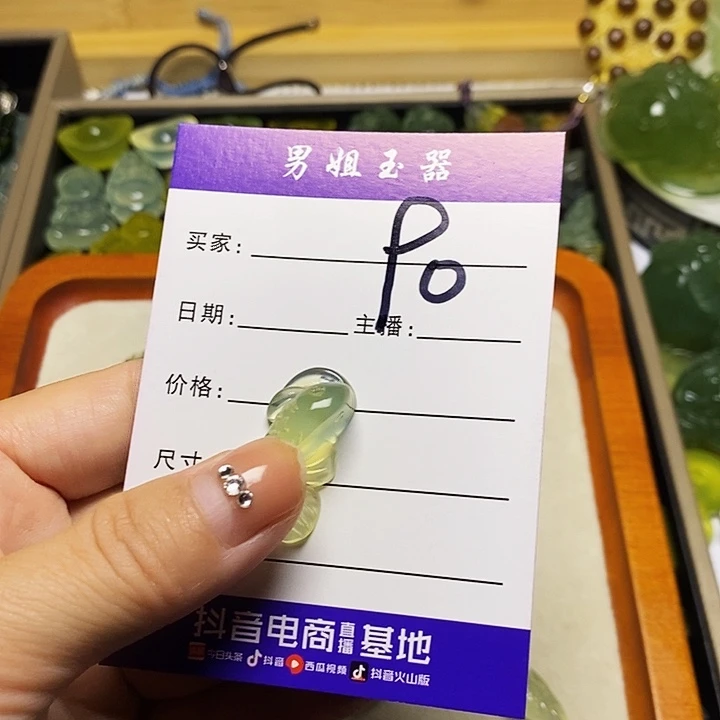 男姐玉器
买家:
Po
日期: 主播:
价格:
尺寸
抖音电商直播基地
今日头条 抖音 西瓜视频 抖音火山版